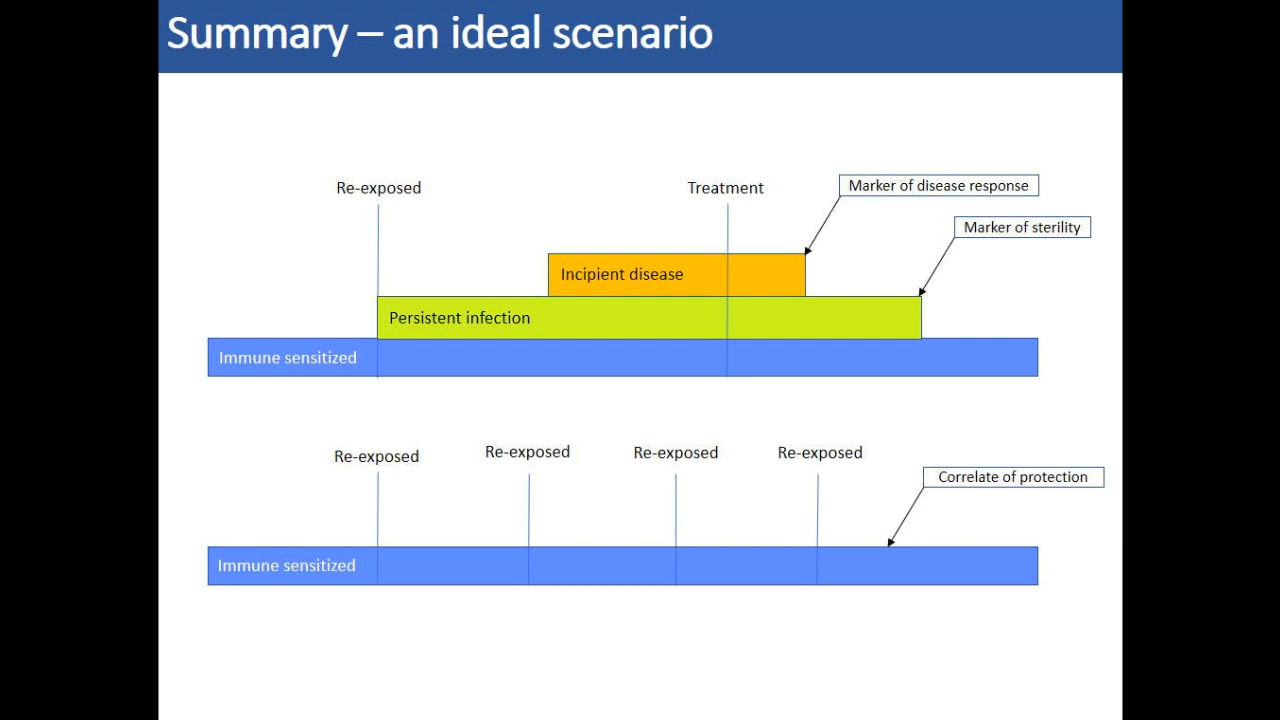 Summary – an ideal scenario
Re-exposed
Treatment
Marker of disease response
Marker of sterility
Incipient disease
Persistent infection
Immune sensitized
Re-exposed
Re-exposed
Re-exposed
Re-exposed
Correlate of protection
Immune sensitized